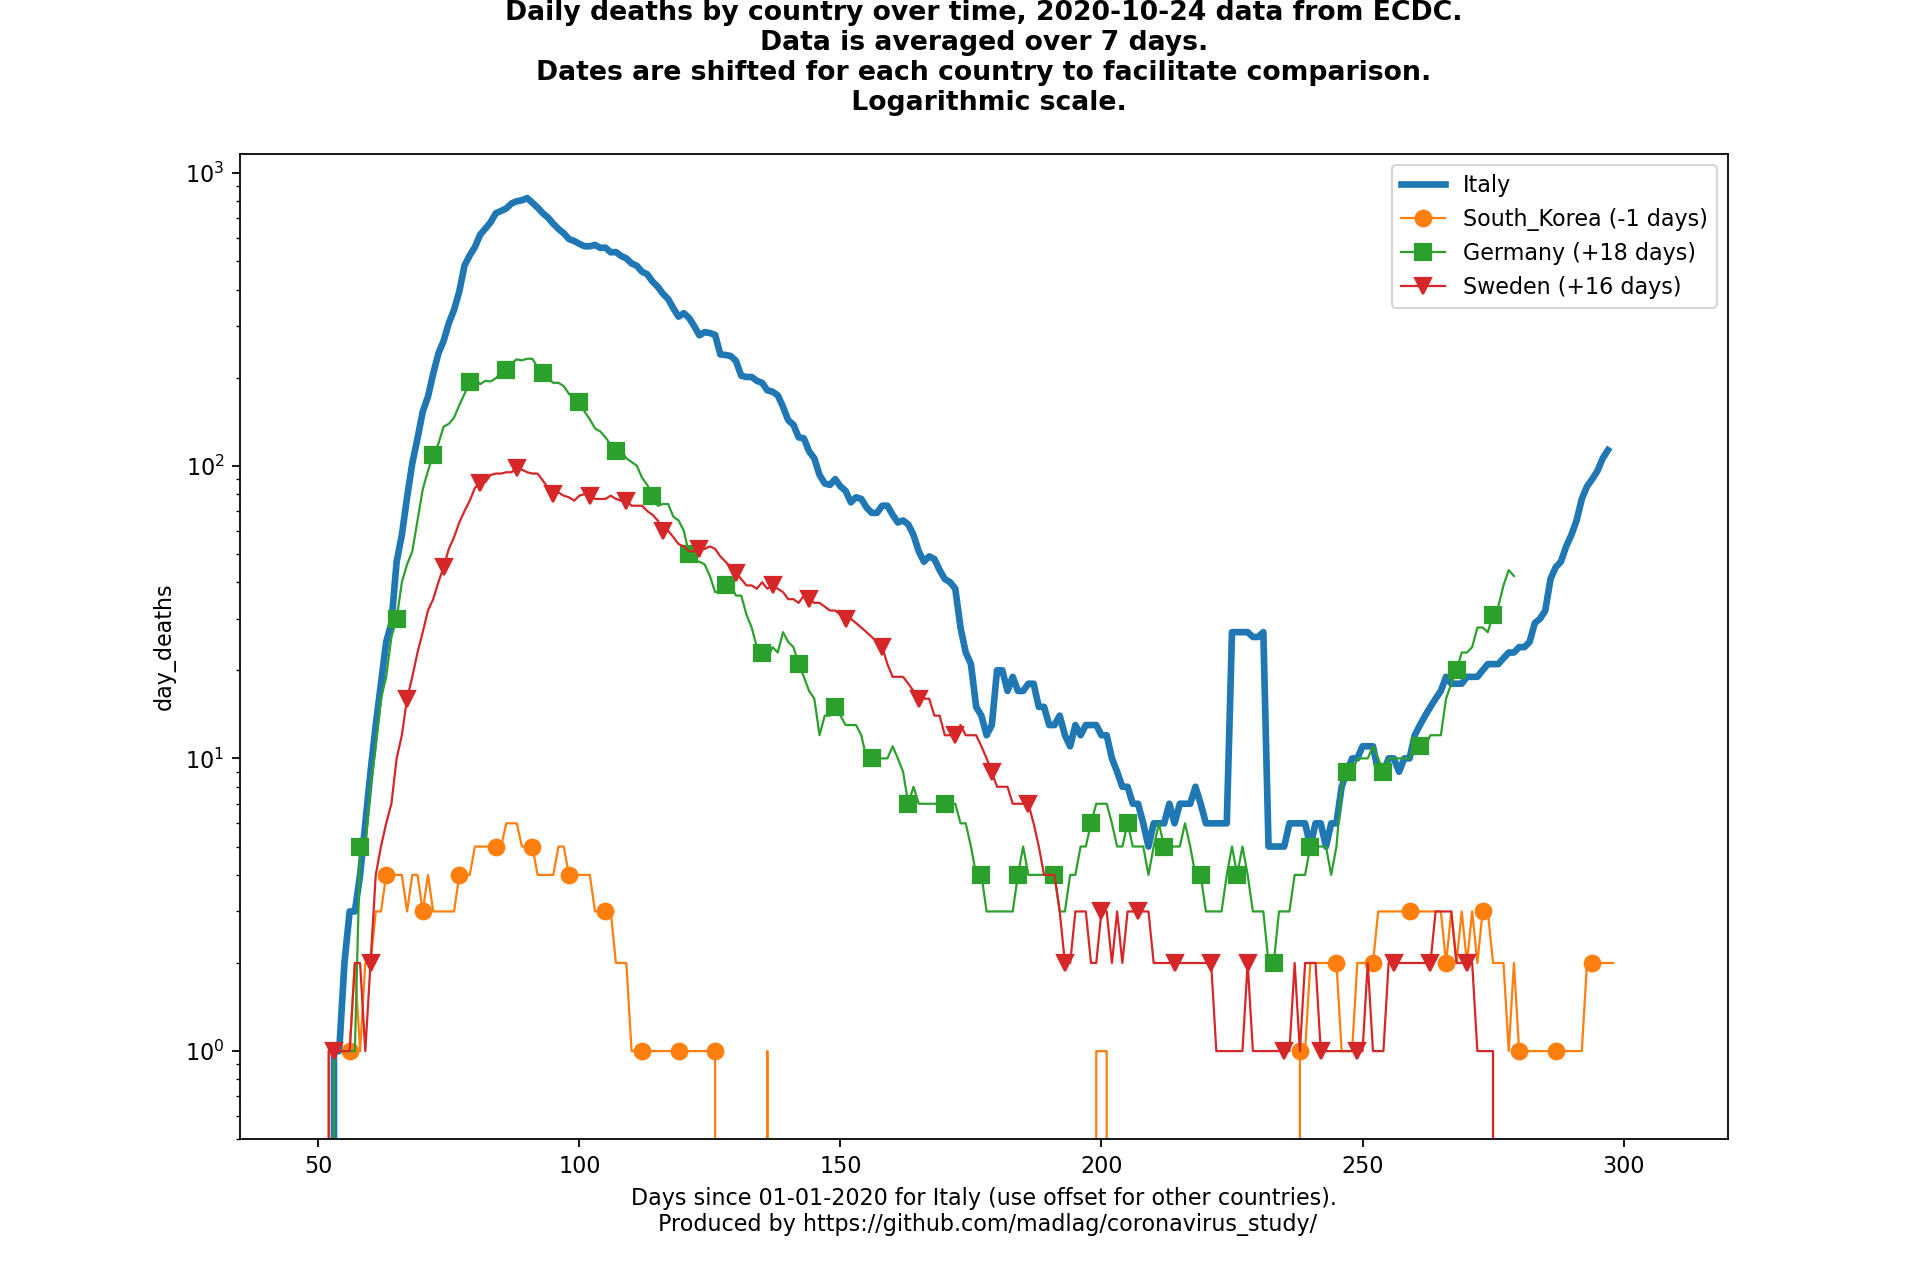 Daily deaths by country over time, 2020-10-24 data from ECDC.
Data is averaged over 7 days.
Dates are shifted for each country to facilitate comparison.
Logarithmic scale.
10³
10²
10¹
10⁰
day_deaths
Italy
South_Korea (-1 days)
Germany (+18 days)
Sweden (+16 days)
50 100 150 200 250 300
Days since 01-01-2020 for Italy (use offset for other countries).
Produced by https://github.com/madlag/coronavirus_study/